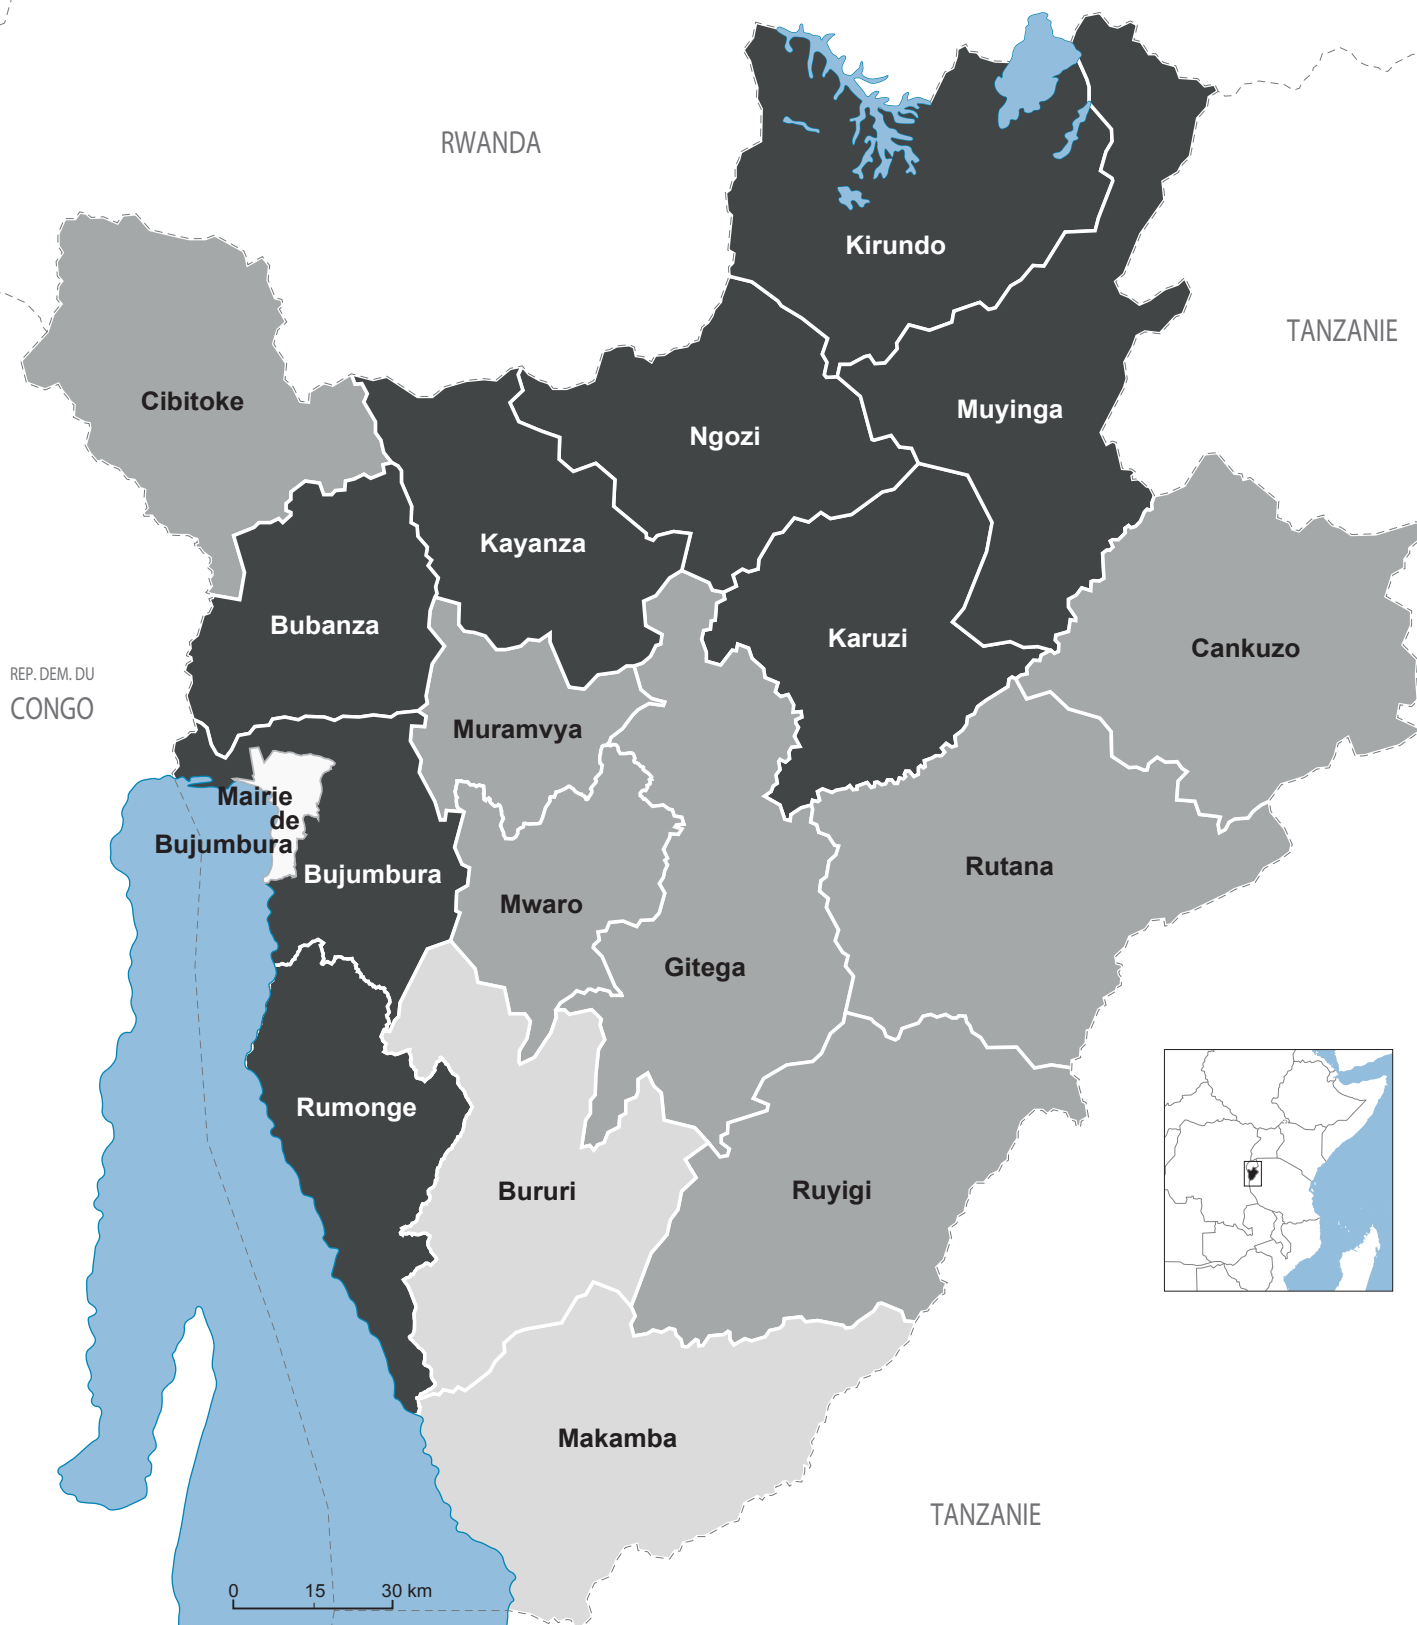 RWANDA
Kirundo
TANZANIE
Cibitoke
Muyinga
Ngozi
Kayanza
Bubanza
Karuzi
Cankuzo
REP. DEM. DU
CONGO
Muramvya
Mairie
de
Bujumbura
Bujumbura
Rutana
Mwaro
Gitega
Rumonge
Bururi
Ruyigi
Makamba
TANZANIE
0 15 30 km